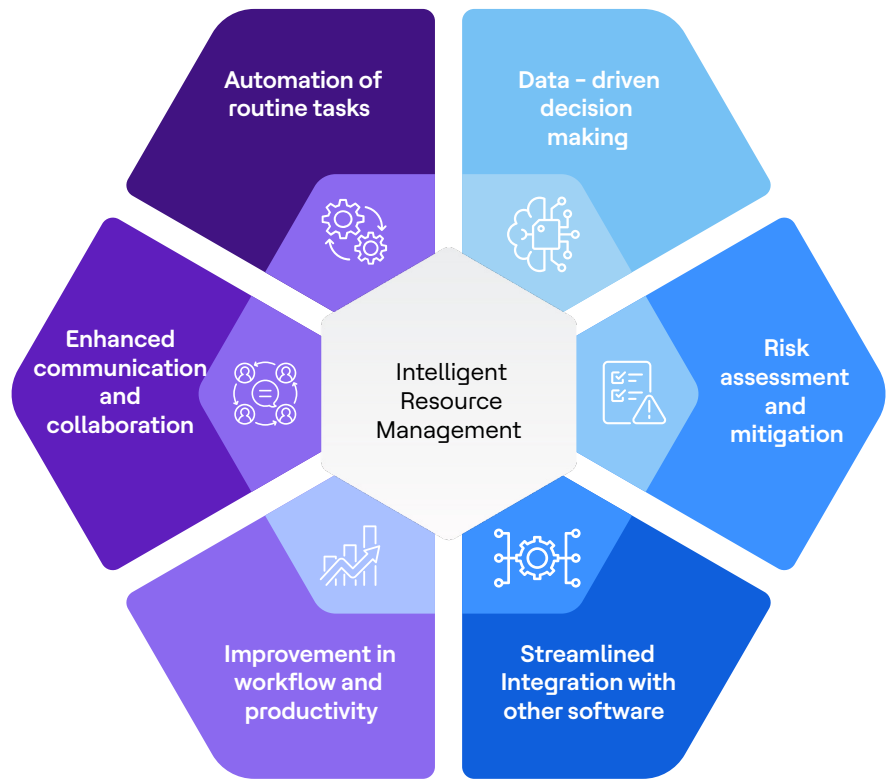 Automation of
routine tasks
Data - driven
decision
making
Enhanced
communication
and
collaboration
Intelligent
Resource
Management
Risk
assessment
and
mitigation
Improvement in
workflow and
productivity
Streamlined
Integration with
other software